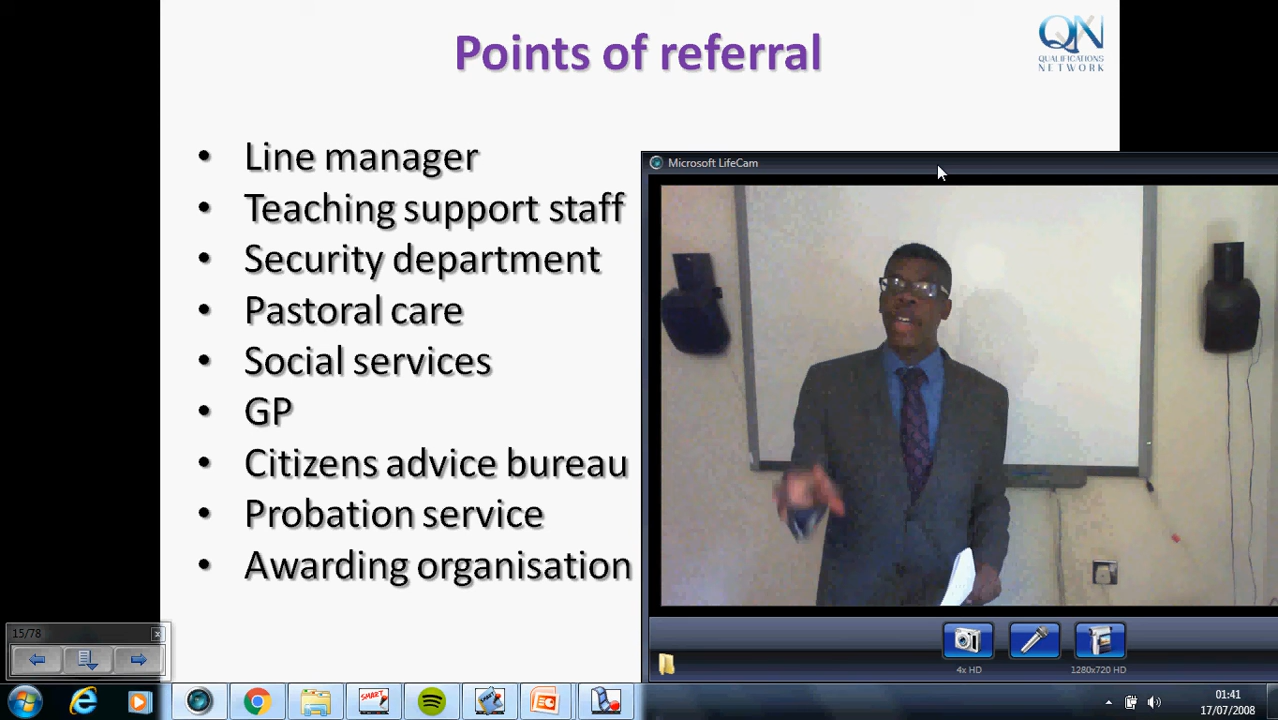 Points of referral
QN
QUALIFICATIONS
NETWORK
• Line manager
• Teaching support staff
• Security department
• Pastoral care
• Social services
• GP
• Citizens advice bureau
• Probation service
• Awarding organisation
Microsoft LifeCam
4x HD
1280x720 HD
15/78
SMART
01:41
17/07/2008